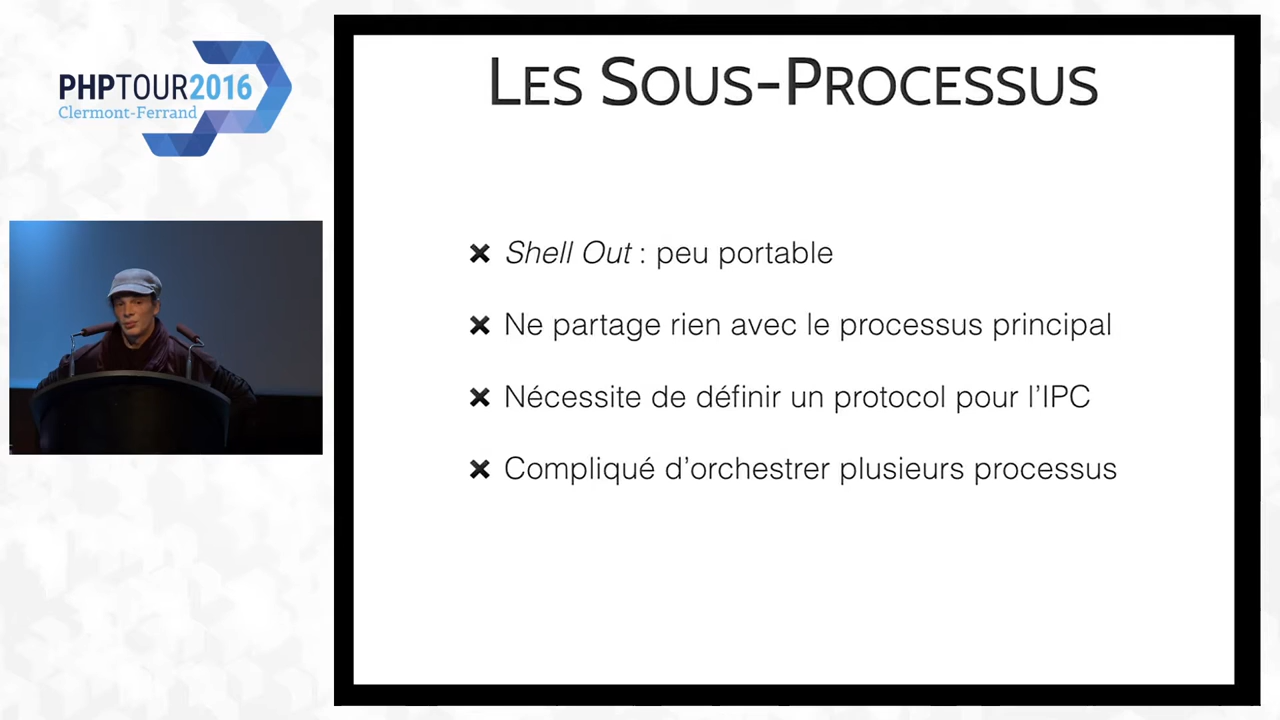 PHPTOUR2016
Clermont-Ferrand
LES SOUS-PROCESSUS
✖ Shell Out : peu portable
✖ Ne partage rien avec le processus principal
✖ Nécessite de définir un protocol pour l’IPC
✖ Compliqué d’orchestrer plusieurs processus